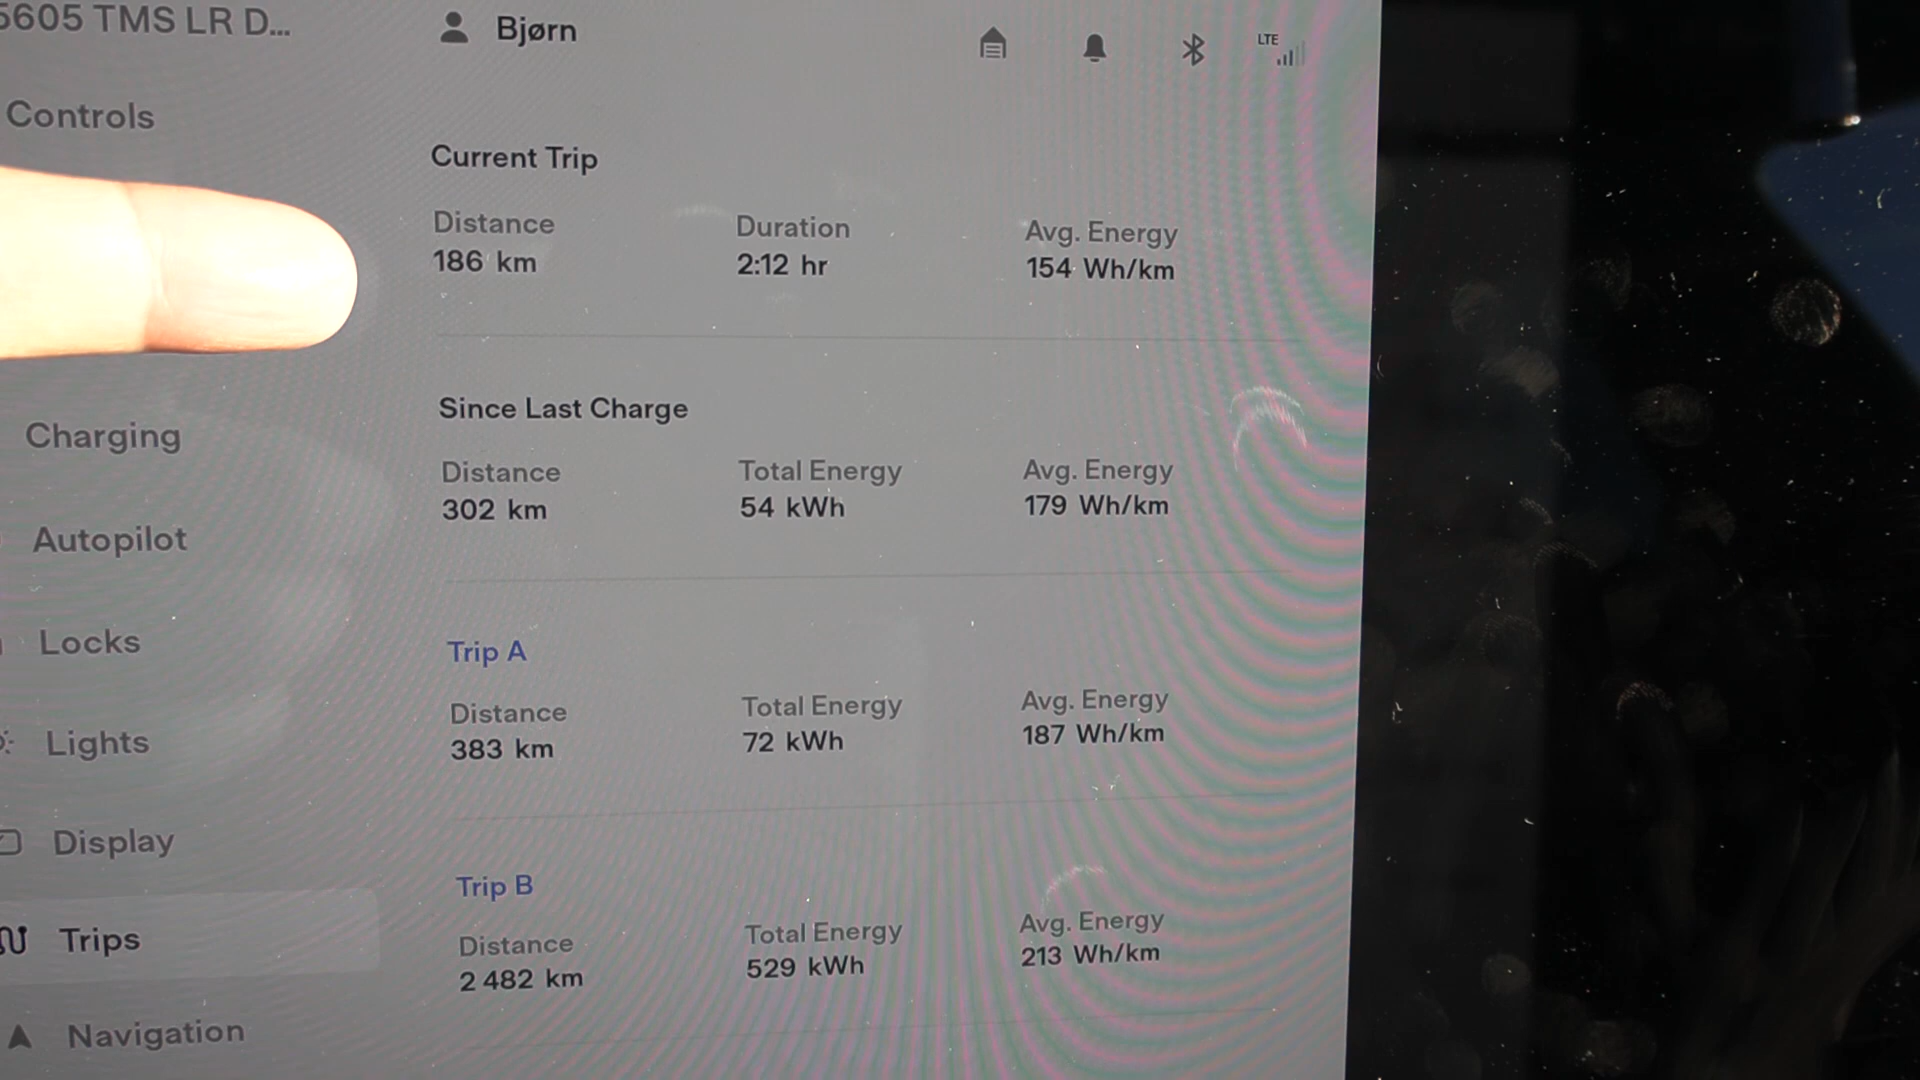 5605 TMS LR D...
Bjørn
LTE
Controls
Current Trip
Distance Duration Avg. Energy
186 km 2:12 hr 154 Wh/km
Since Last Charge
Charging
Distance Total Energy Avg. Energy
302 km 54 kWh 179 Wh/km
Autopilot
Locks
Trip A
Distance Total Energy Avg. Energy
383 km 72 kWh 187 Wh/km
Lights
Display
Trip B
Trips
Distance Total Energy Avg. Energy
2 482 km 529 kWh 213 Wh/km
Navigation